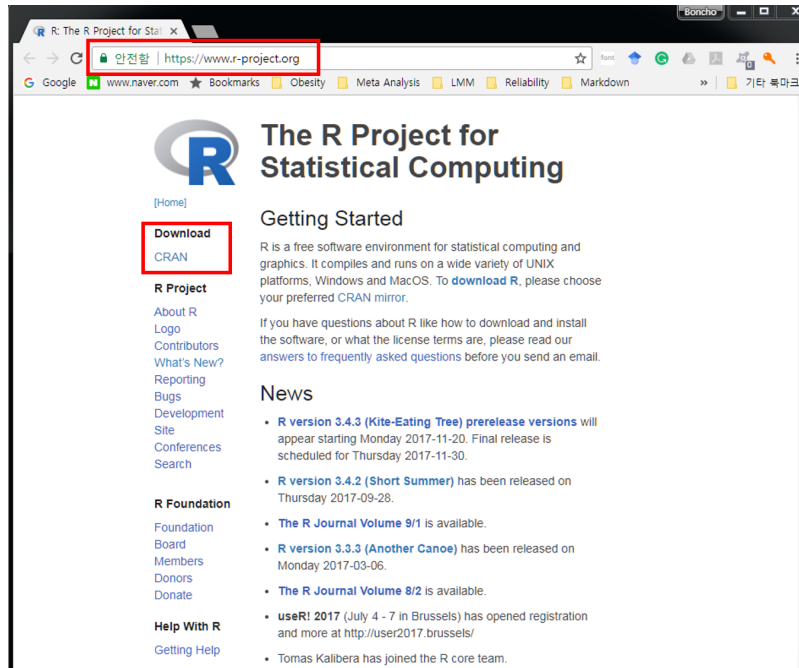 Boncho
R: The R Project for Stat
안전함 | https://www.r-project.org
font
0
G Google N www.naver.com Bookmarks Obesity Meta Analysis LMM Reliability Markdown » 기타 북마크
R
The R Project for
Statistical Computing
[Home]
Download
CRAN
R Project
About R
Logo
Contributors
What's New?
Reporting
Bugs
Development
Site
Conferences
Search
R Foundation
Foundation
Board
Members
Donors
Donate
Help With R
Getting Help
Getting Started
R is a free software environment for statistical computing and
graphics. It compiles and runs on a wide variety of UNIX
platforms, Windows and MacOS. To download R, please choose
your preferred CRAN mirror.
If you have questions about R like how to download and install
the software, or what the license terms are, please read our
answers to frequently asked questions before you send an email.
News
• R version 3.4.3 (Kite-Eating Tree) prerelease versions will
appear starting Monday 2017-11-20. Final release is
scheduled for Thursday 2017-11-30.
• R version 3.4.2 (Short Summer) has been released on
Thursday 2017-09-28.
• The R Journal Volume 9/1 is available.
• R version 3.3.3 (Another Canoe) has been released on
Monday 2017-03-06.
• The R Journal Volume 8/2 is available.
• useR! 2017 (July 4 - 7 in Brussels) has opened registration
and more at http://user2017.brussels/
• Tomas Kalibera has joined the R core team.